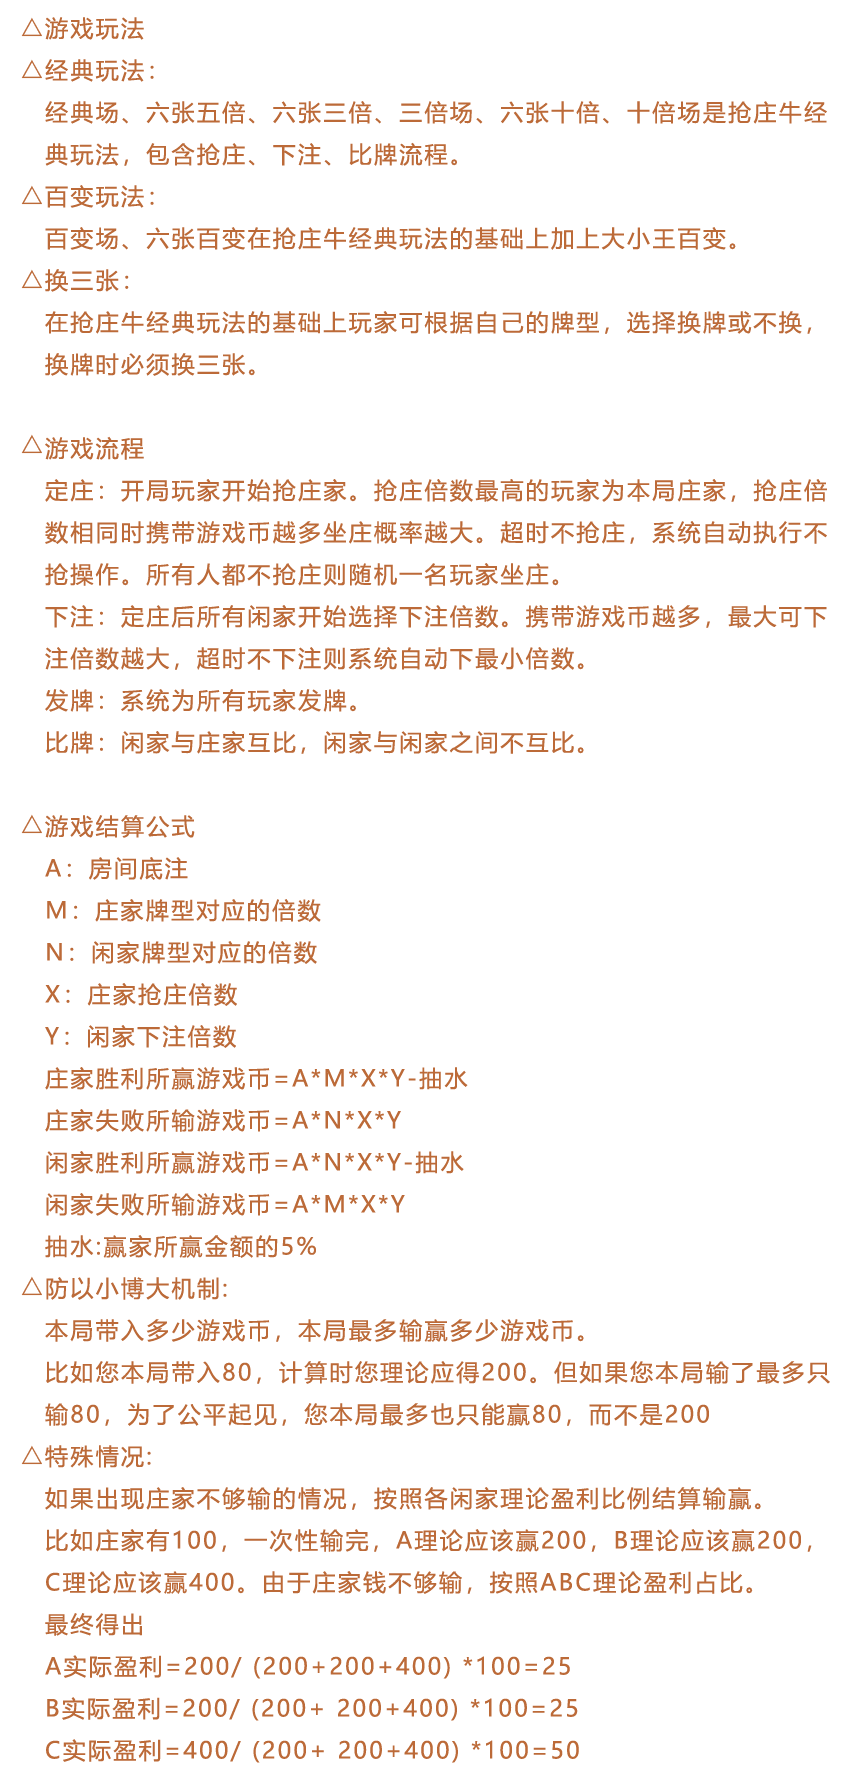 △游戏玩法
△经典玩法：
经典场、六张五倍、六张三倍、三倍场、六张十倍、十倍场是抢庄牛经
典玩法，包含抢庄、下注、比牌流程。
△百变玩法：
百变场、六张百变在抢庄牛经典玩法的基础上加上大小王百变。
△换三张：
在抢庄牛经典玩法的基础上玩家可根据自己的牌型，选择换牌或不换，
换牌时必须换三张。
△游戏流程
定庄：开局玩家开始抢庄家。抢庄倍数最高的玩家为本局庄家，抢庄倍
数相同时携带游戏币越多坐庄概率越大。超时不抢庄，系统自动执行不
抢操作。所有人都不抢庄则随机一名玩家坐庄。
下注：定庄后所有闲家开始选择下注倍数。携带游戏币越多，最大可下
注倍数越大，超时不下注则系统自动下最小倍数。
发牌：系统为所有玩家发牌。
比牌：闲家与庄家互比，闲家与闲家之间不互比。
△游戏结算公式
A：房间底注
M：庄家牌型对应的倍数
N：闲家牌型对应的倍数
X：庄家抢庄倍数
Y：闲家下注倍数
庄家胜利所赢游戏币=A*M*X*Y-抽水
庄家失败所输游戏币=A*N*X*Y
闲家胜利所赢游戏币=A*N*X*Y-抽水
闲家失败所输游戏币=A*M*X*Y
抽水:赢家所赢金额的5%
△防以小博大机制:
本局带入多少游戏币，本局最多输赢多少游戏币。
比如您本局带入80，计算时您理论应得200。但如果您本局输了最多只
输80，为了公平起见，您本局最多也只能赢80，而不是200
△特殊情况:
如果出现庄家不够输的情况，按照各闲家理论盈利比例结算输赢。
比如庄家有100，一次性输完，A理论应该赢200，B理论应该赢200，
C理论应该赢400。由于庄家钱不够输，按照ABC理论盈利占比。
最终得出
A实际盈利=200/ (200+200+400) *100=25
B实际盈利=200/ (200+ 200+400) *100=25
C实际盈利=400/ (200+ 200+400) *100=50